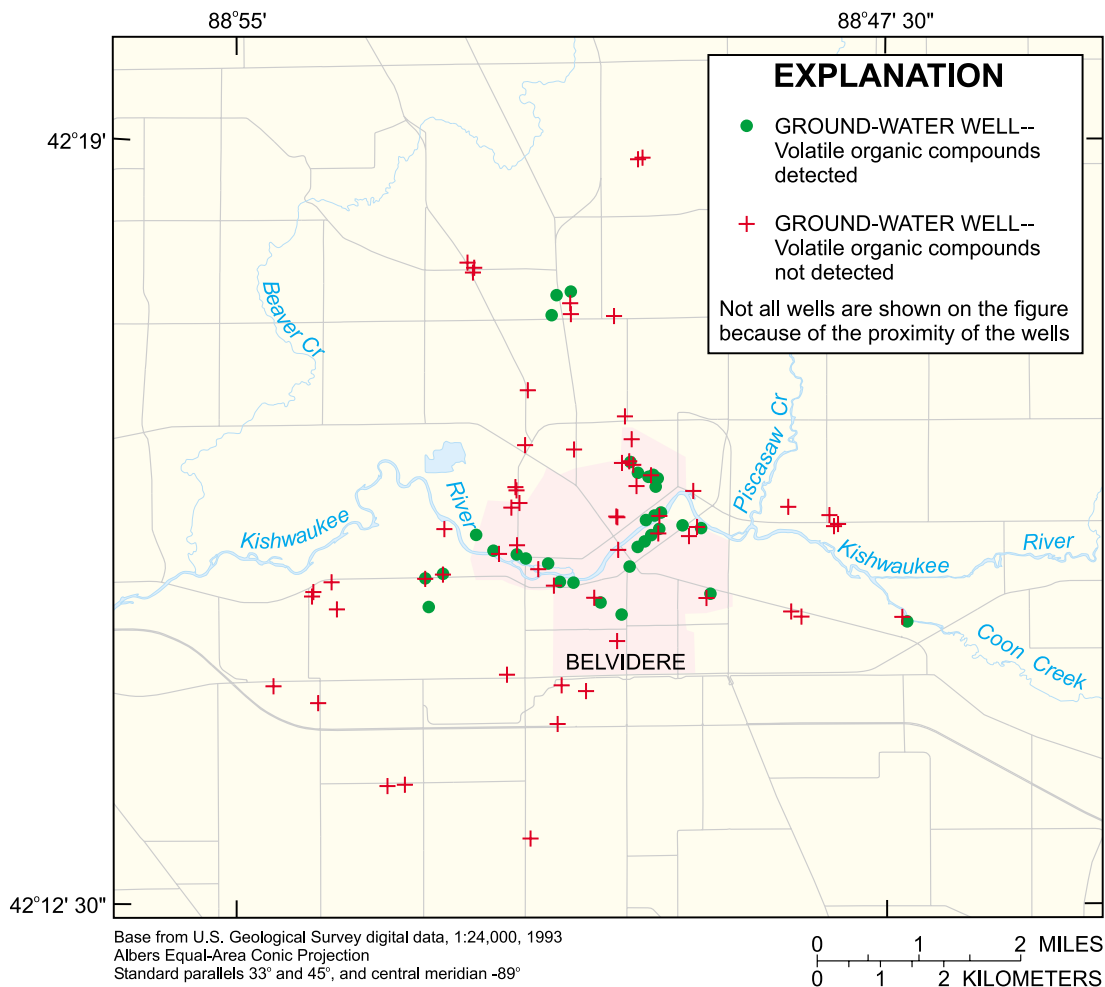 88°55'
88°47' 30"
EXPLANATION
42°19'
GROUND-WATER WELL--
Volatile organic compounds
detected
GROUND-WATER WELL--
Volatile organic compounds
not detected
Not all wells are shown on the figure
because of the proximity of the wells
Beaver Cr
Piscasaw Cr
River
Kishwaukee
Kishwaukee
River
BELVIDERE
Coon Creek
42°12' 30"
Base from U.S. Geological Survey digital data, 1:24,000, 1993
Albers Equal-Area Conic Projection
Standard parallels 33° and 45°, and central meridian -89°
0 1 2 MILES
0 1 2 KILOMETERS